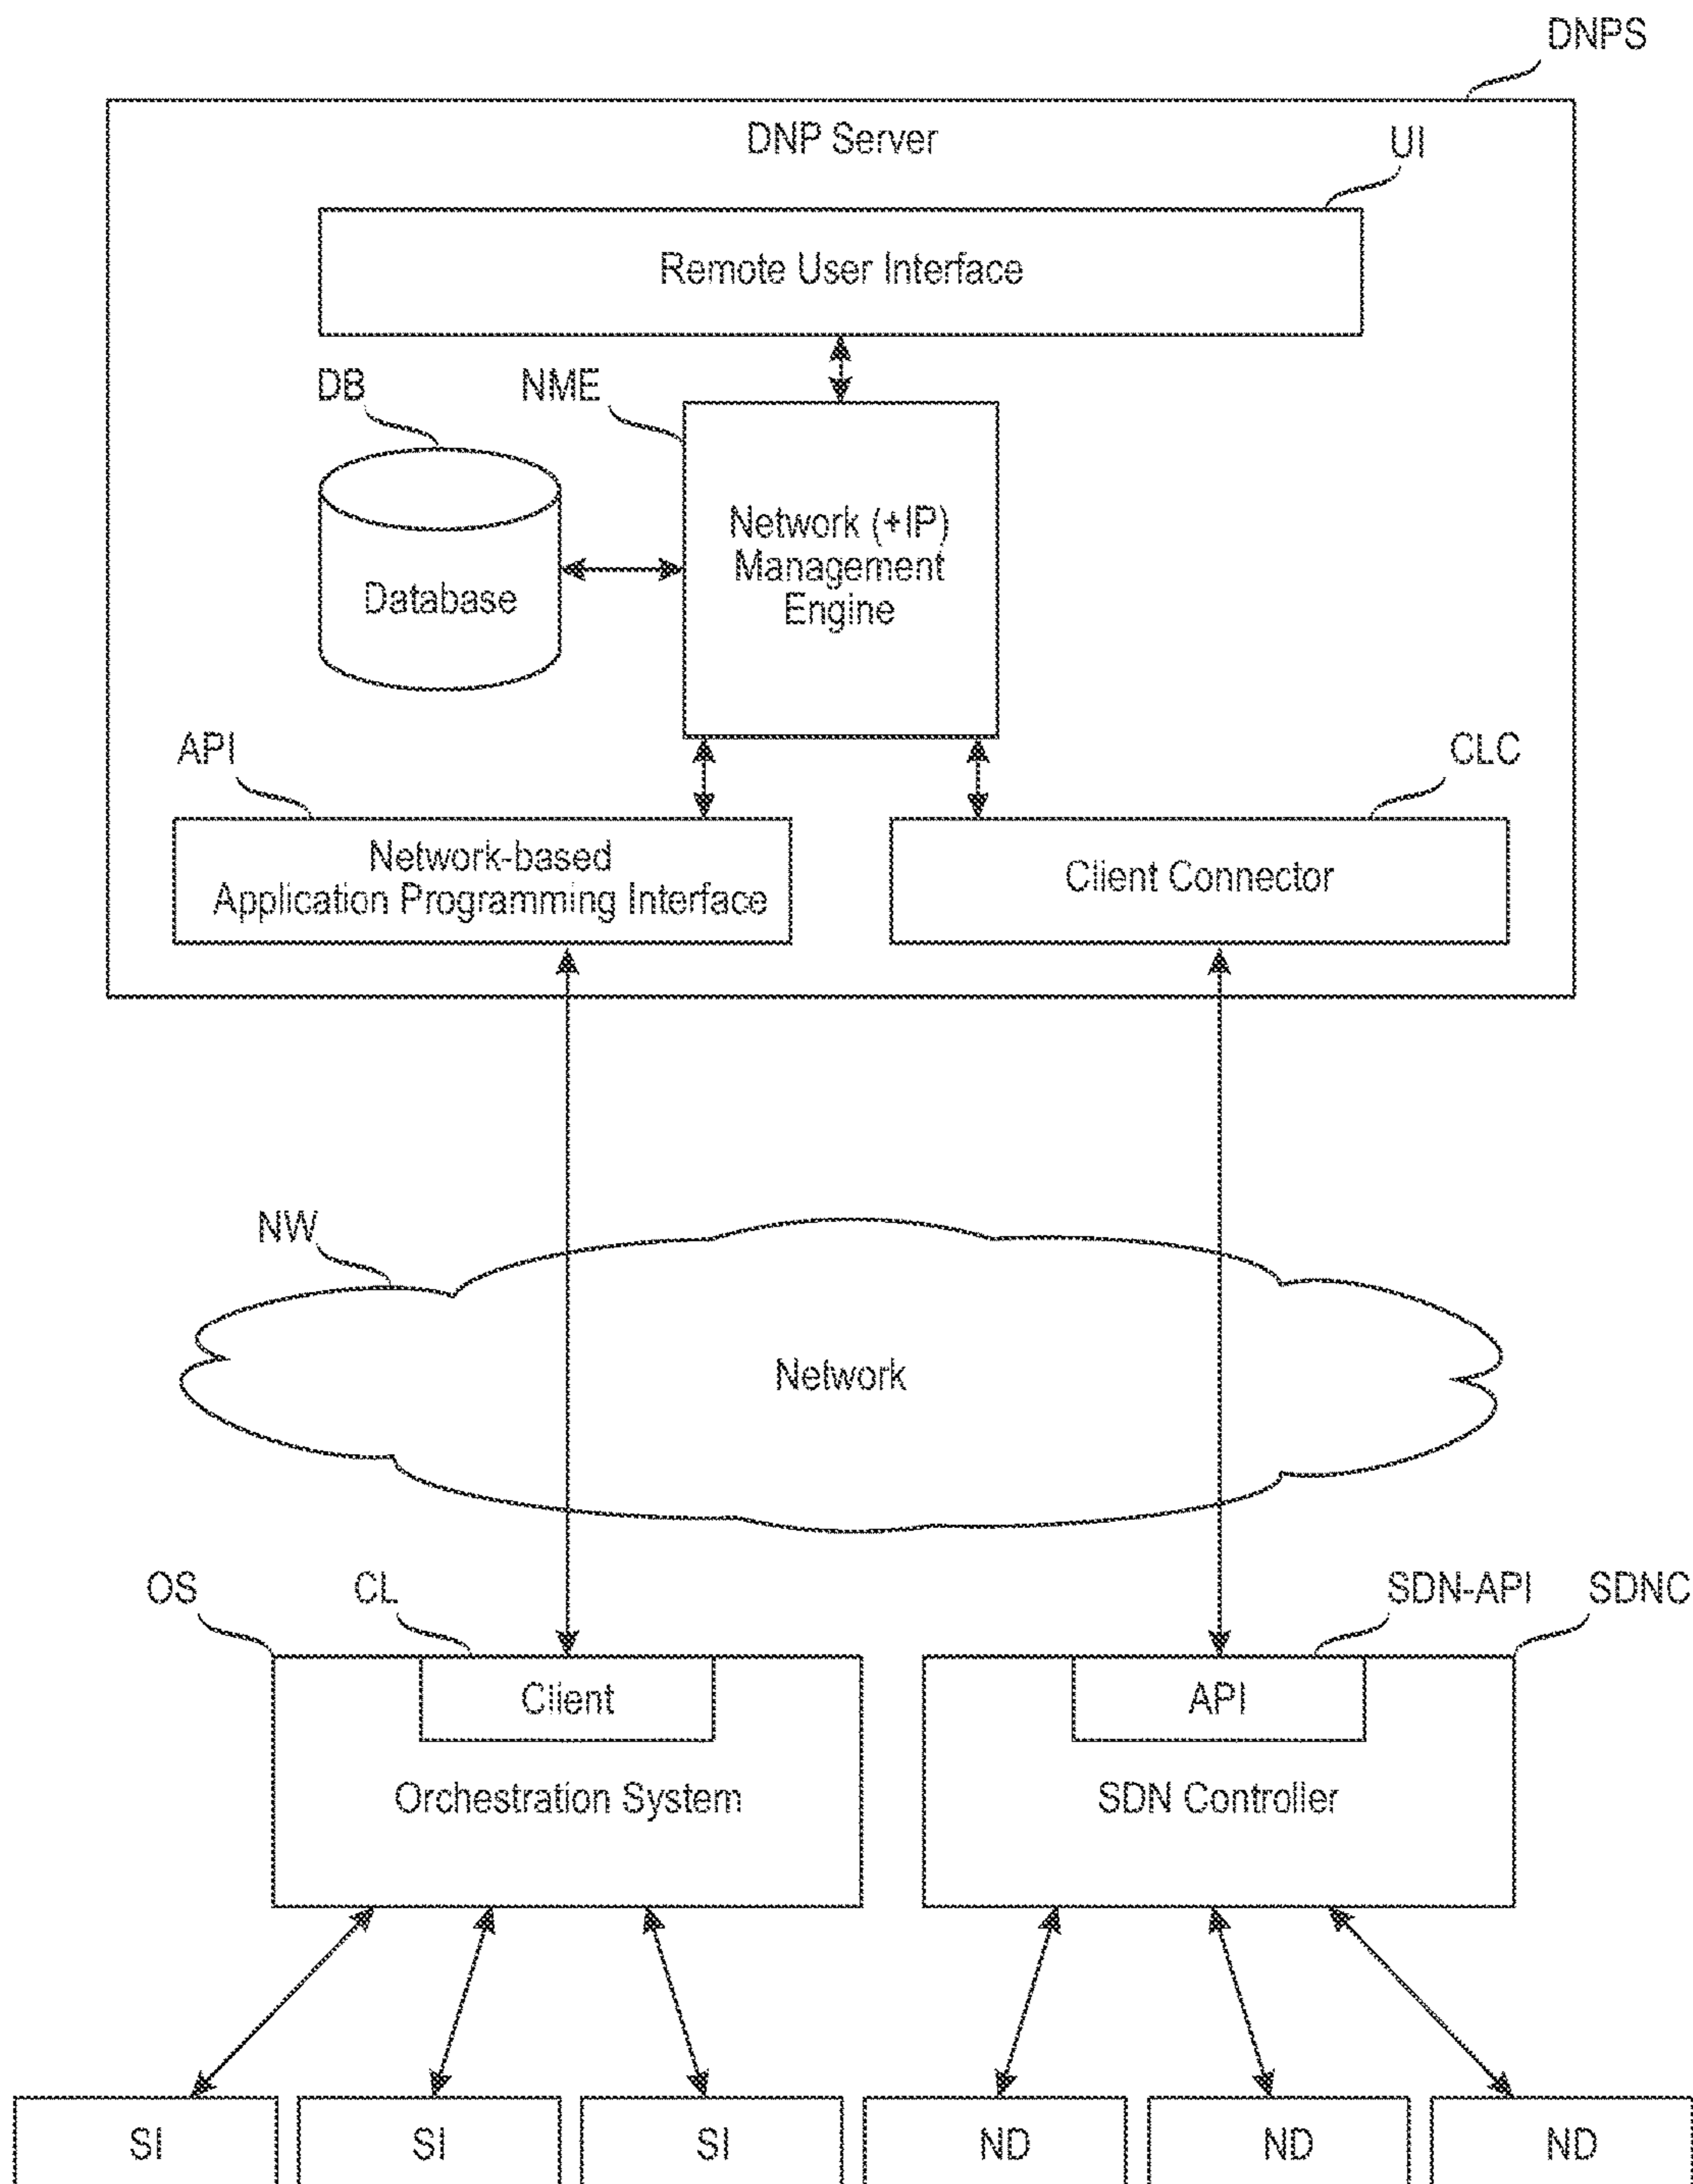 DNPS
DNP Server
UI
Remote User Interface
DB
NME
Network (+IP)
Management
Engine
Database
API
CLC
Network-based
Application Programming Interface
Client Connector
NW
Network
OS
CL
SDN-API
SDNC
Client
API
Orchestration System
SDN Controller
SI
SI
SI
ND
ND
ND